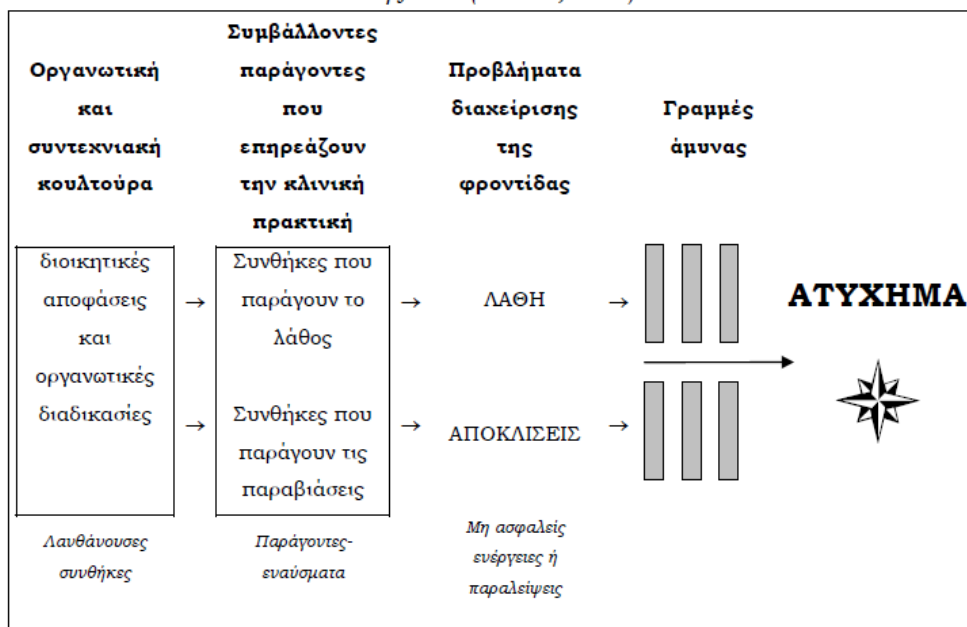 Οργανωτική
και
συντεχνιακή
κουλτούρα
Συμβάλλοντες
παράγοντες
που
επηρεάζουν
την κλινική
πρακτική
Προβλήματα
διαχείρισης
της
φροντίδας
Γραμμές
άμυνας
διοικητικές
αποφάσεις
και
οργανωτικές
διαδικασίες
→
→
Συνθήκες που
παράγουν το
λάθος
Συνθήκες που
παράγουν τις
παραβιάσεις
→
→
ΛΑΘΗ
ΑΠΟΚΛΙΣΕΙΣ
→
→
ΑΤΥΧΗΜΑ
Λανθάνουσες
συνθήκες
Παράγοντες-
εναύσματα
Μη ασφαλείς
ενέργειες ή
παραλείψεις